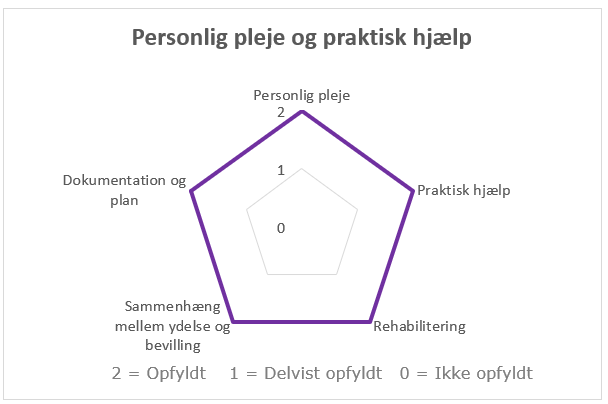 Personlig pleje og praktisk hjælp
Personlig pleje
2
1
0
Praktisk hjælp
Dokumentation og
plan
Sammenhæng
mellem ydelse og
bevilling
Rehabilitering
2 = Opfyldt 1 = Delvist opfyldt 0 = Ikke opfyldt